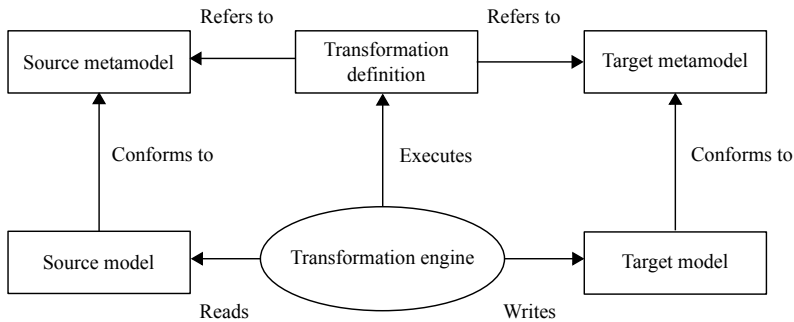 Refers to
Refers to
Source metamodel
Transformation
definition
Target metamodel
Conforms to
Executes
Conforms to
Source model
Transformation engine
Target model
Reads
Writes